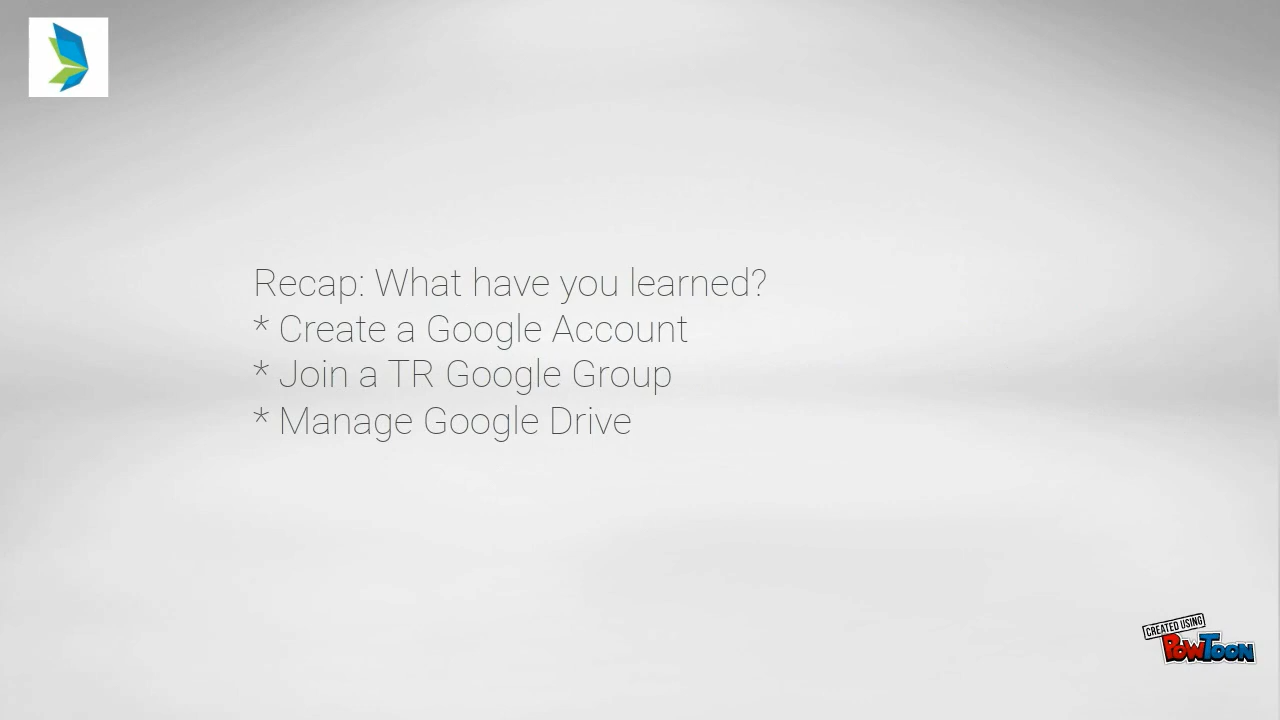 Recap: What have you learned?
* Create a Google Account
* Join a TR Google Group
* Manage Google Drive
CREATED USING
PowToon